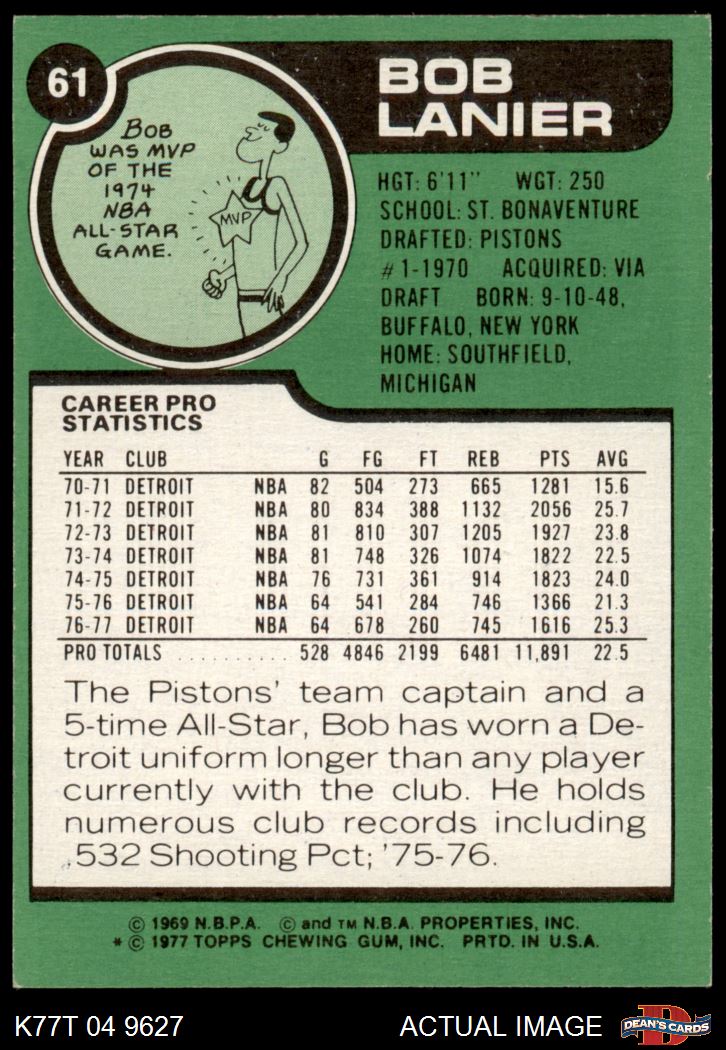 61
BOB
LANIER
BOB
WAS MVP
OF THE
1974
NBA
ALL-STAR
GAME.
MVP
HGT: 6'11" WGT: 250
SCHOOL: ST. BONAVENTURE
DRAFTED: PISTONS
#1-1970 ACQUIRED: VIA
DRAFT BORN: 9-10-48,
BUFFALO, NEW YORK
HOME: SOUTHFIELD,
MICHIGAN
CAREER PRO
STATISTICS
YEAR CLUB G FG FT REB PTS AVG
70-71 DETROIT NBA 82 504 273 665 1281 15.6
71-72 DETROIT NBA 80 834 388 1132 2056 25.7
72-73 DETROIT NBA 81 810 307 1205 1927 23.8
73-74 DETROIT NBA 81 748 326 1074 1822 22.5
74-75 DETROIT NBA 76 731 361 914 1823 24.0
75-76 DETROIT NBA 64 541 284 746 1366 21.3
76-77 DETROIT NBA 64 678 260 745 1616 25.3
PRO TOTALS .......... 528 4846 2199 6481 11,891 22.5
The Pistons' team captain and a
5-time All-Star, Bob has worn a De-
troit uniform longer than any player
currently with the club. He holds
numerous club records including
.532 Shooting Pct; '75-76.
© 1969 N.B.P.A. © and TM N.B.A. PROPERTIES, INC.
* © 1977 TOPPS CHEWING GUM, INC. PRTD. IN U.S.A.
K77T 04 9627 ACTUAL IMAGE
D
DEAN'S CARDS